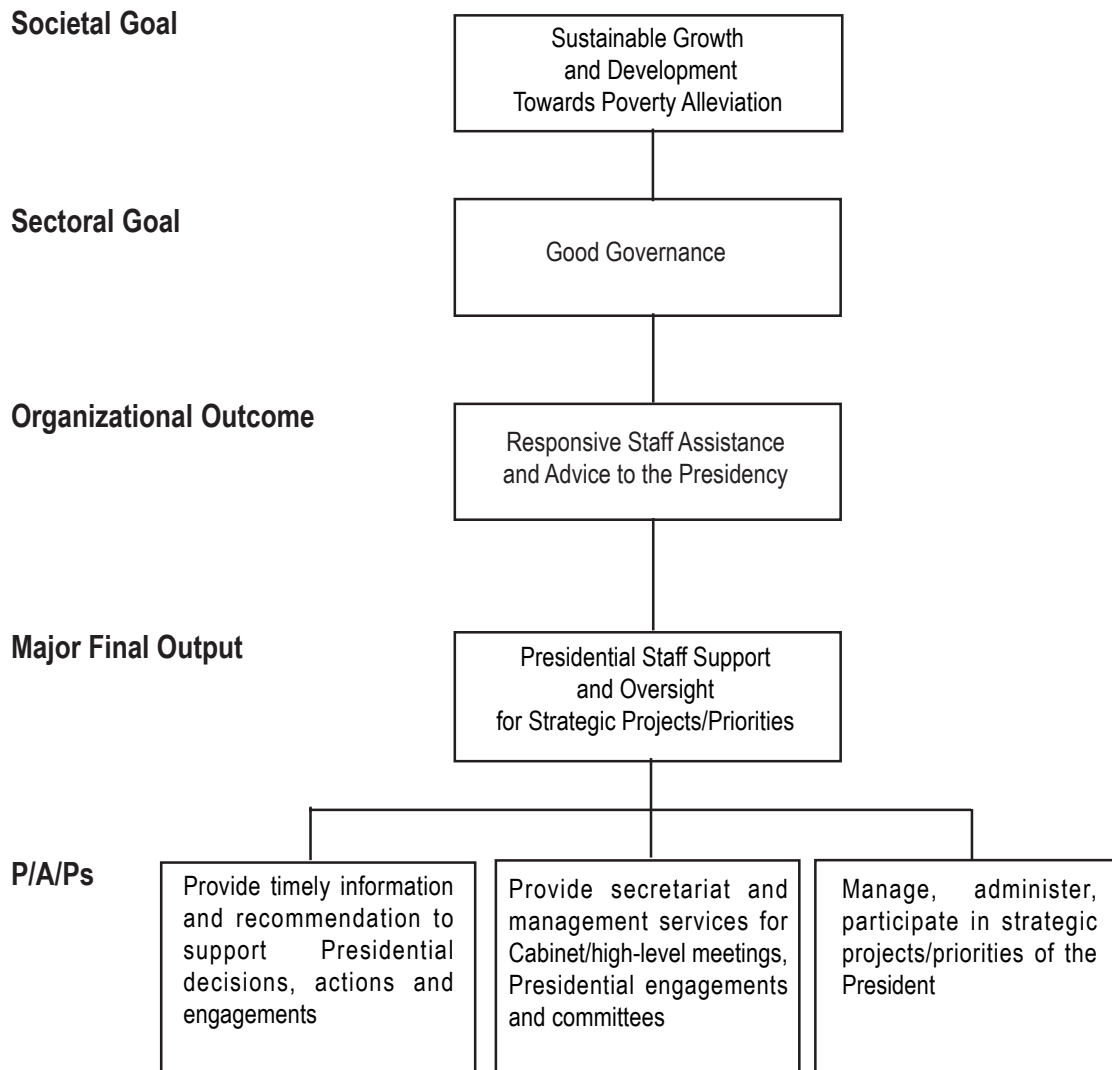 Societal Goal
Sustainable Growth
and Development
Towards Poverty Alleviation
Sectoral Goal
Good Governance
Organizational Outcome
Responsive Staff Assistance
and Advice to the Presidency
Major Final Output
Presidential Staff Support
and Oversight
for Strategic Projects/Priorities
P/A/Ps
Provide timely information
and recommendation to
support Presidential
decisions, actions and
engagements
Provide secretariat and
management services for
Cabinet/high-level meetings,
Presidential engagements
and committees
Manage, administer,
participate in strategic
projects/priorities of the
President